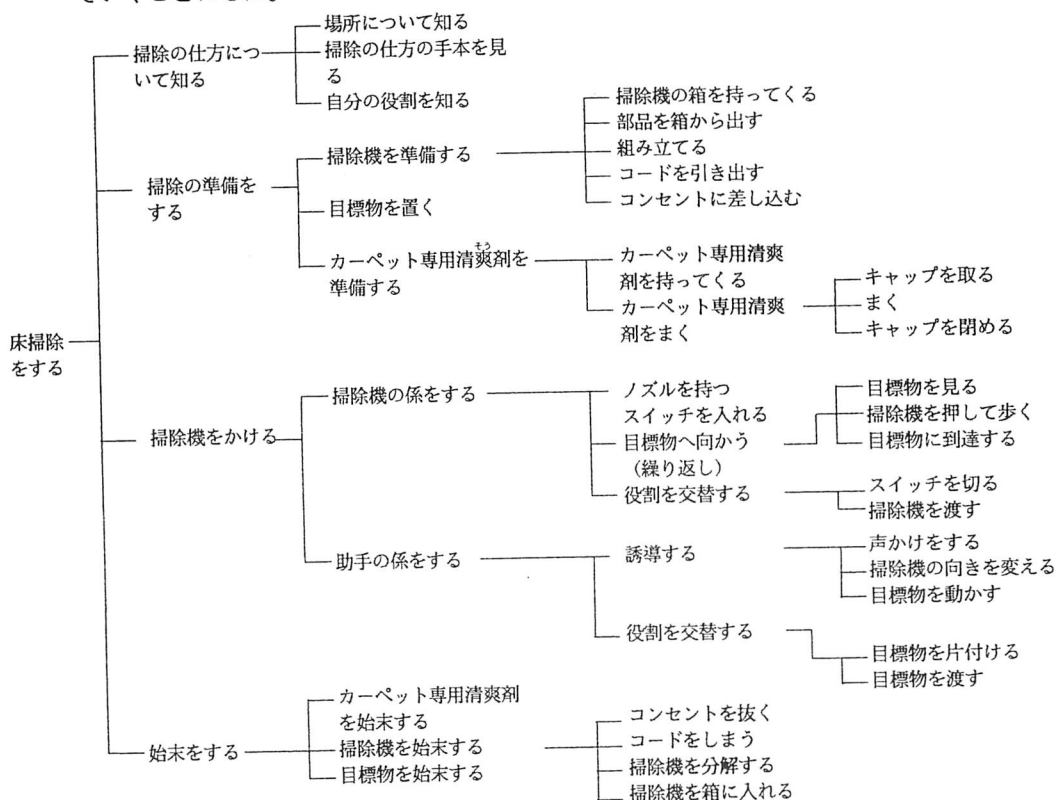 場所について知る
掃除の仕方につ
いて知る
掃除の仕方の手本を見
る
自分の役割を知る
掃除の準備を
する
掃除機を準備する
掃除機の箱を持ってくる
部品を箱から出す
組み立てる
コードを引き出す
コンセントに差し込む
目標物を置く
カーペット専用清爽剤を
そう
準備する
カーペット専用清爽
剤を持ってくる
カーペット専用清爽
剤をまく
キャップを取る
まく
キャップを閉める
床掃除
をする
掃除機をかける
掃除機の係をする
ノズルを持つ
スイッチを入れる
目標物へ向かう
（繰り返し）
目標物を見る
掃除機を押して歩く
目標物に到達する
役割を交替する
スイッチを切る
掃除機を渡す
助手の係をする
誘導する
声かけをする
掃除機の向きを変える
目標物を動かす
役割を交替する
目標物を片付ける
目標物を渡す
始末をする
カーペット専用清爽剤
を始末する
掃除機を始末する
目標物を始末する
コンセントを抜く
コードをしまう
掃除機を分解する
掃除機を箱に入れる